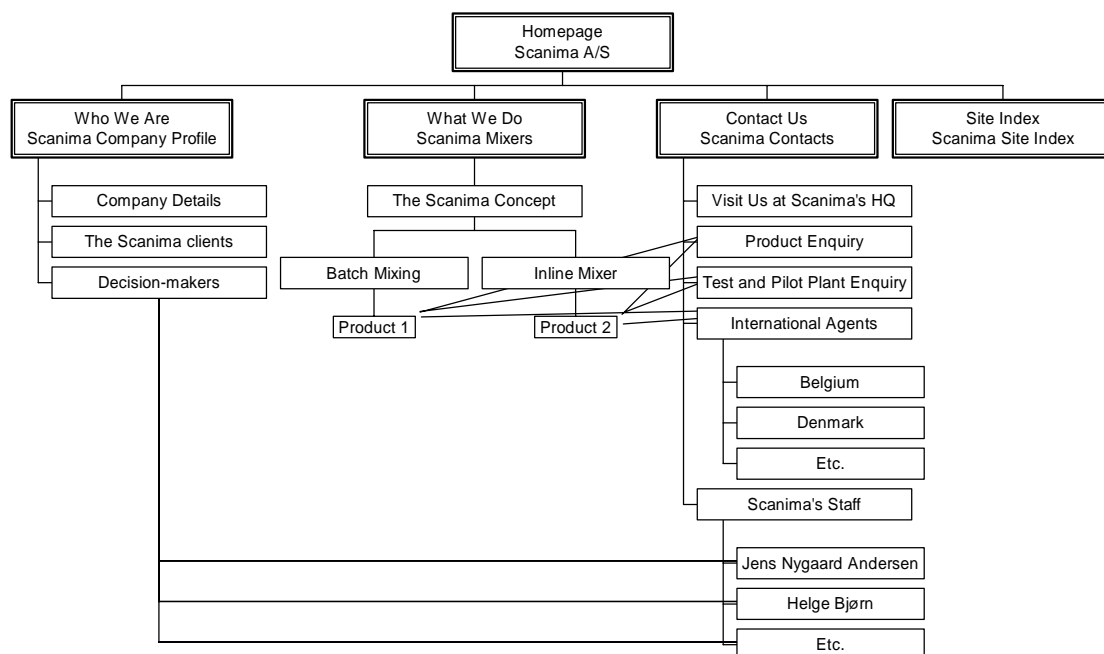 Homepage
Scanima A/S
Who We Are
Scanima Company Profile
What We Do
Scanima Mixers
Contact Us
Scanima Contacts
Site Index
Scanima Site Index
Company Details
The Scanima clients
Decision-makers
The Scanima Concept
Batch Mixing
Inline Mixer
Product 1
Product 2
Visit Us at Scanima's HQ
Product Enquiry
Test and Pilot Plant Enquiry
International Agents
Belgium
Denmark
Etc.
Scanima's Staff
Jens Nygaard Andersen
Helge Bjørn
Etc.